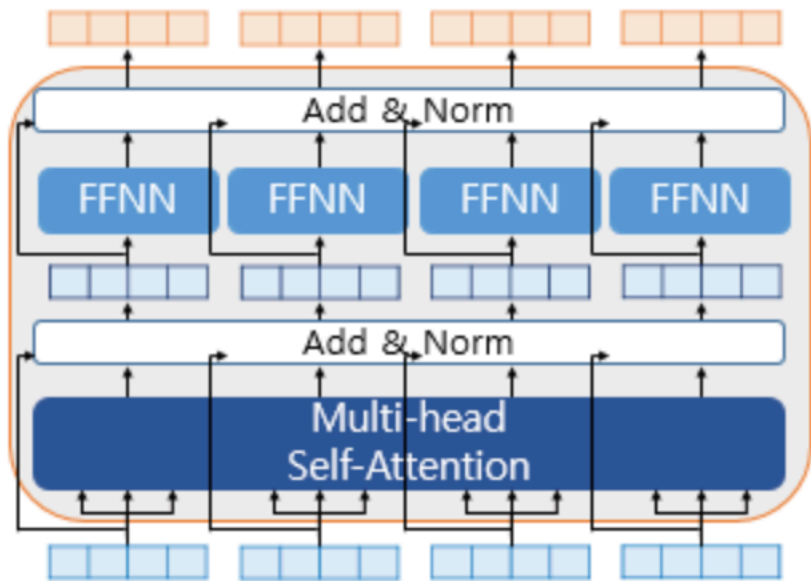 Add & Norm
FFNN FFNN FFNN FFNN
Add & Norm
Multi-head
Self-Attention